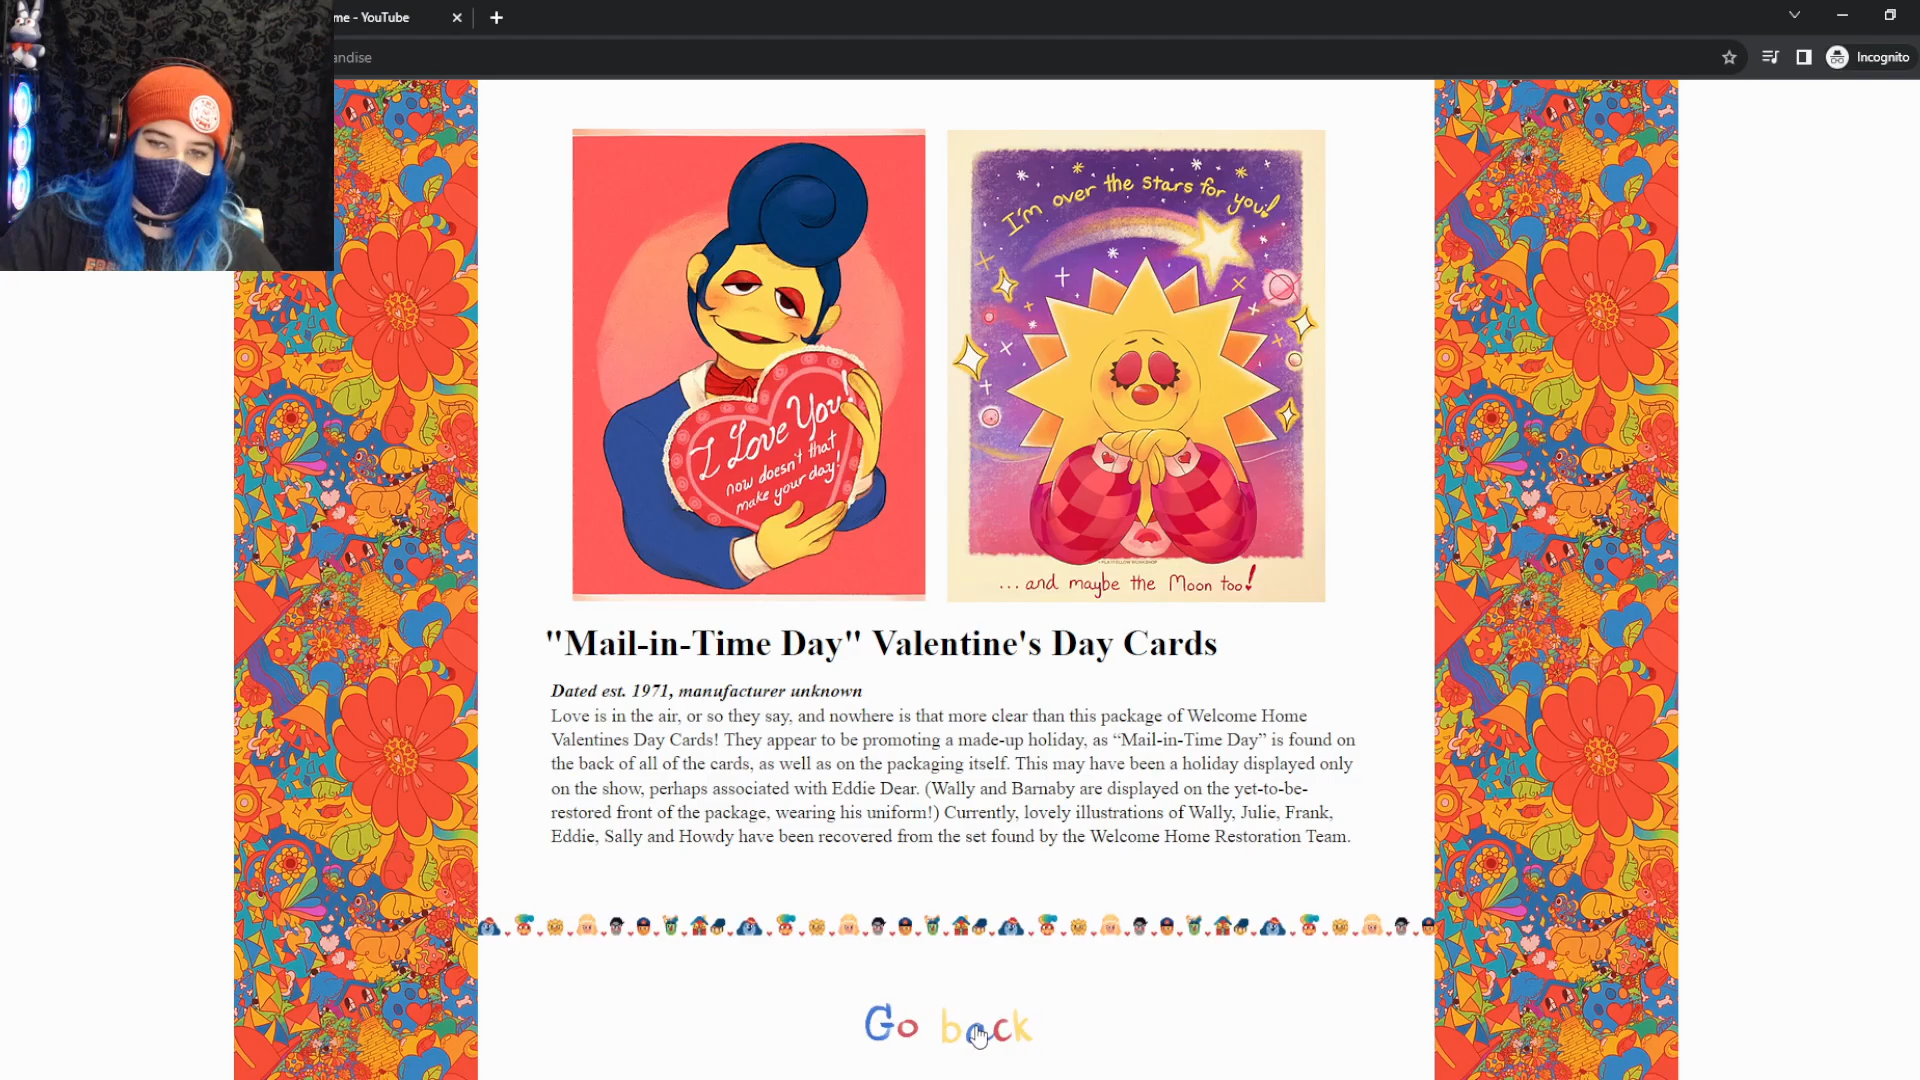 me - YouTube
andise
Incognito
I Love You!
now doesn't that
make your day!
I'm over the stars for you!
...and maybe the Moon too!
"Mail-in-Time Day" Valentine's Day Cards
Dated est. 1971, manufacturer unknown
Love is in the air, or so they say, and nowhere is that more clear than this package of Welcome Home
Valentines Day Cards! They appear to be promoting a made-up holiday, as “Mail-in-Time Day” is found on
the back of all of the cards, as well as on the packaging itself. This may have been a holiday displayed only
on the show, perhaps associated with Eddie Dear. (Wally and Barnaby are displayed on the yet-to-be-
restored front of the package, wearing his uniform!) Currently, lovely illustrations of Wally, Julie, Frank,
Eddie, Sally and Howdy have been recovered from the set found by the Welcome Home Restoration Team.
Go back